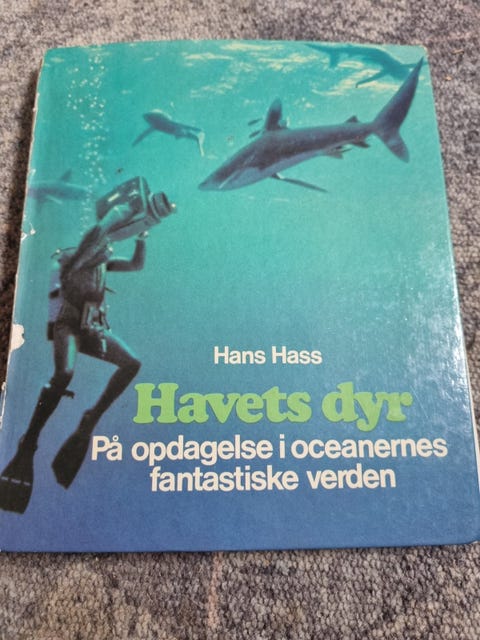 Hans Hass
Havets dyr
På opdagelse i oceanernes
fantastiske verden